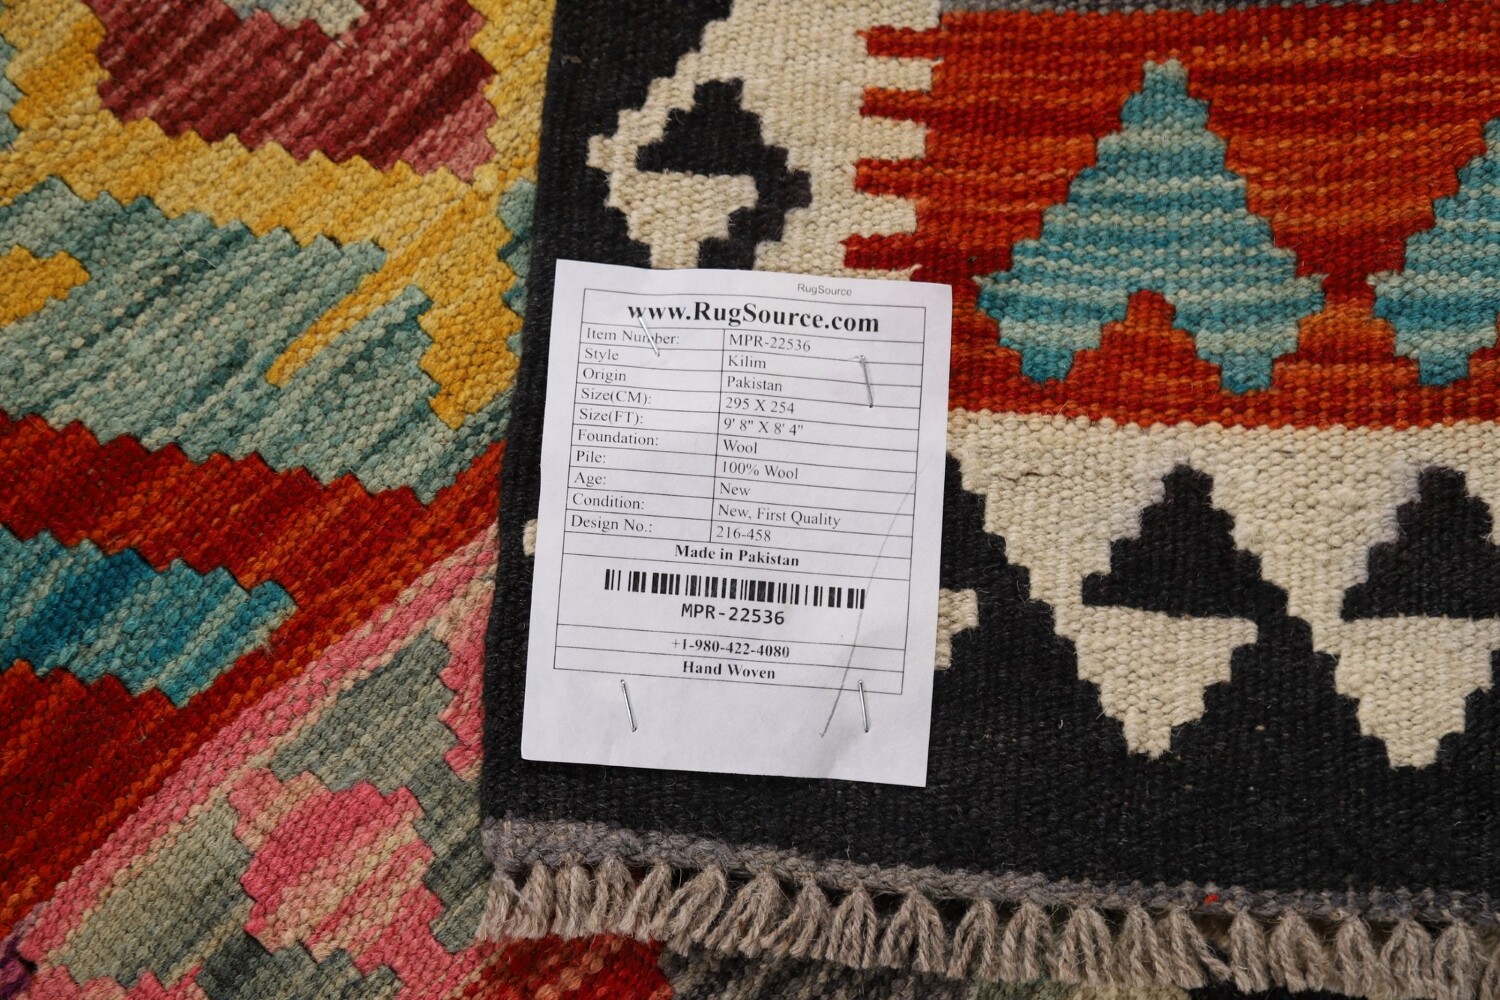 RugSource
www.RugSource.com
Item Number: MPR-22536
Style Kilim
Origin Pakistan
Size(CM): 295 X 254
Size(FT): 9' 8" X 8' 4"
Foundation: Wool
Pile: 100% Wool
Age: New
Condition: New, First Quality
Design No.: 216-458
Made in Pakistan
MPR-22536
+1-980-422-4080
Hand Woven